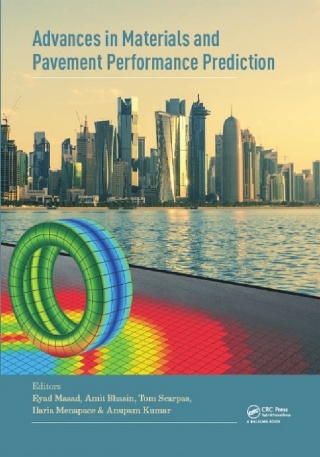 Advances in Materials and
Pavement Performance Prediction
Editors
Eyad Masad, Amit Bhasin, Tom Scarpas,
Ilaria Menapace & Anupam Kumar
CRC Press
Taylor & Francis Group
A BALKEMA BOOK